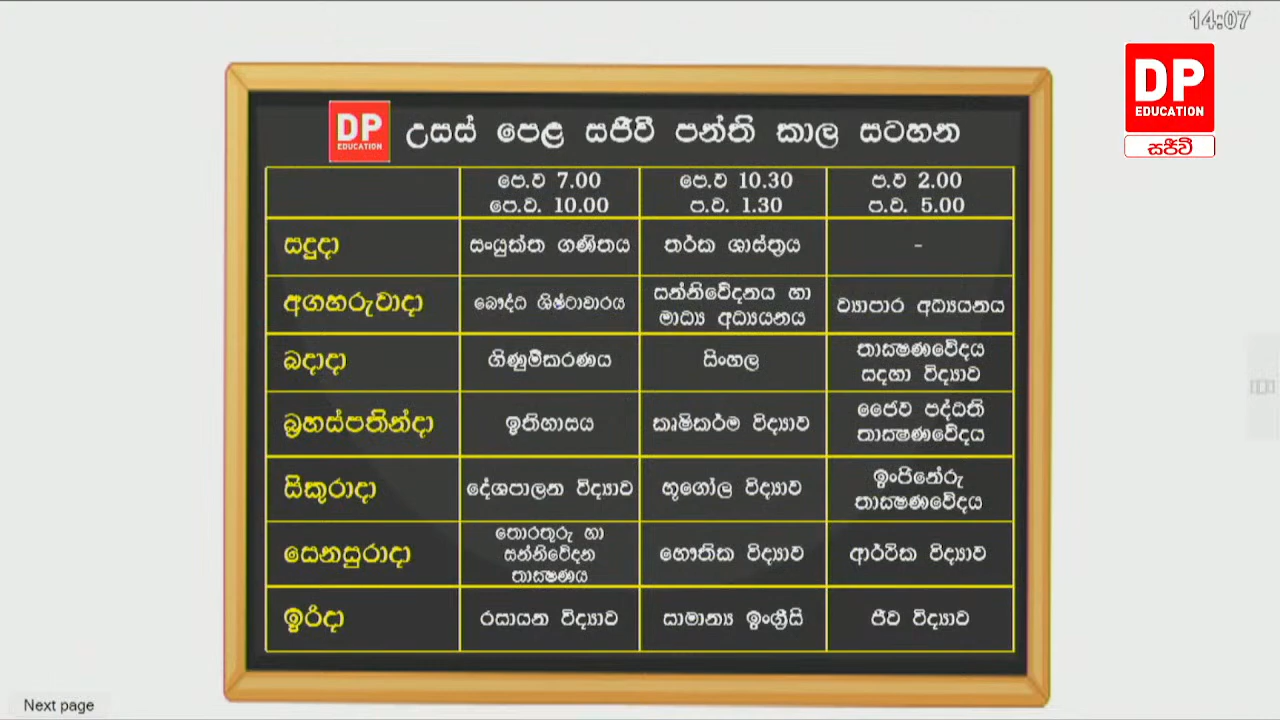 14:07
DP
EDUCATION
සජීවී
DP
EDUCATION
උසස් පෙළ සජීවී පන්ති කාල සටහන
පෙ.ව 7.00
පෙ.ව. 10.00
පෙ.ව 10.30
ප.ව. 1.30
ප.ව 2.00
ප.ව. 5.00
සදුදා
සංයුක්ත ගණිතය
තර්ක ශාස්ත්‍රය
-
අගහරුවාදා
බෞද්ධ ශිෂ්ටාචාරය
සන්නිවේදනය හා
මාධ්‍ය අධ්‍යයනය
ව්‍යාපාර අධ්‍යයනය
බදාදා
ගිණුම්කරණය
සිංහල
තාක්‍ෂණවේදය
සදහා විද්‍යාව
බ්‍රහස්පතින්දා
ඉතිහාසය
කෘෂිකර්ම විද්‍යාව
ජෛව පද්ධති
තාක්‍ෂණවේදය
සිකුරාදා
දේශපාලන විද්‍යාව
භූගෝල විද්‍යාව
ඉංජිනේරු
තාක්‍ෂණවේදය
සෙනසුරාදා
තොරතුරු හා
සන්නිවේදන
තාක්‍ෂණය
භෞතික විද්‍යාව
ආර්ථික විද්‍යාව
ඉරිදා
රසායන විද්‍යාව
සාමාන්‍ය ඉංග්‍රීසි
ජීව විද්‍යාව
Next page